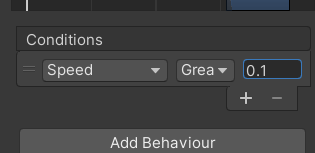 Conditions
Speed Grea 0.1
+ −
Add Behaviour